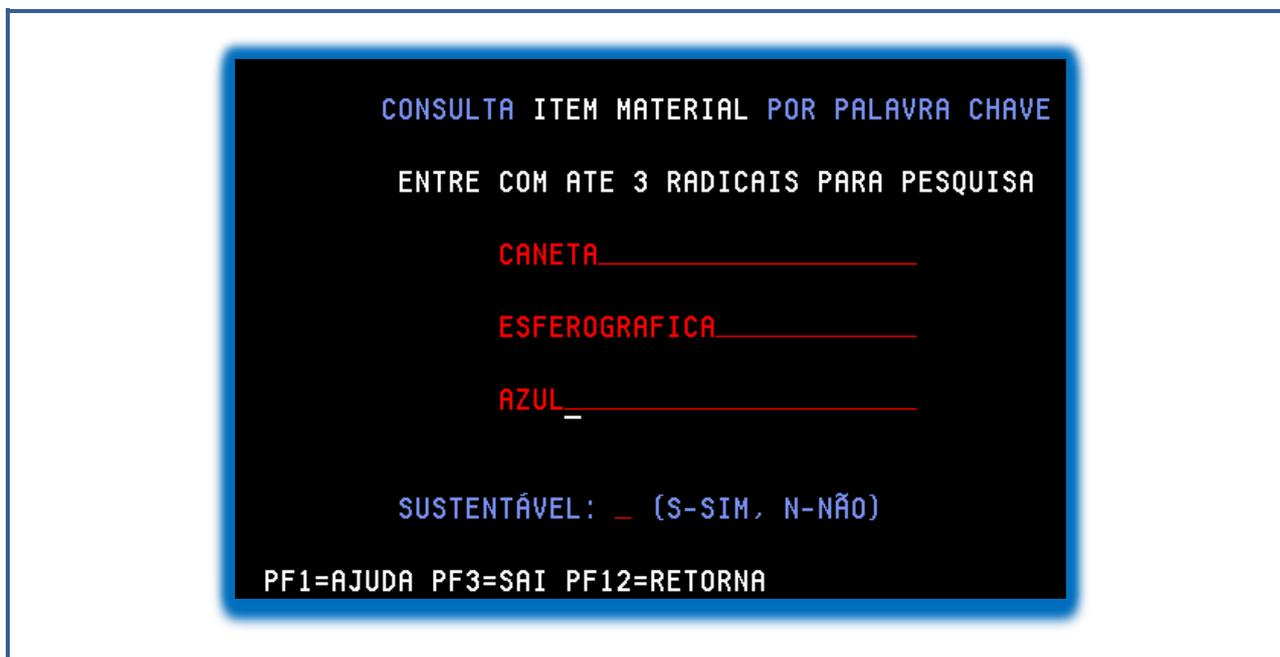 CONSULTA ITEM MATERIAL POR PALAVRA CHAVE
ENTRE COM ATE 3 RADICAIS PARA PESQUISA
CANETA
ESFEROGRAFICA
AZUL
SUSTENTÁVEL: _ (S-SIM, N-NÃO)
PF1=AJUDA PF3=SAI PF12=RETORNA